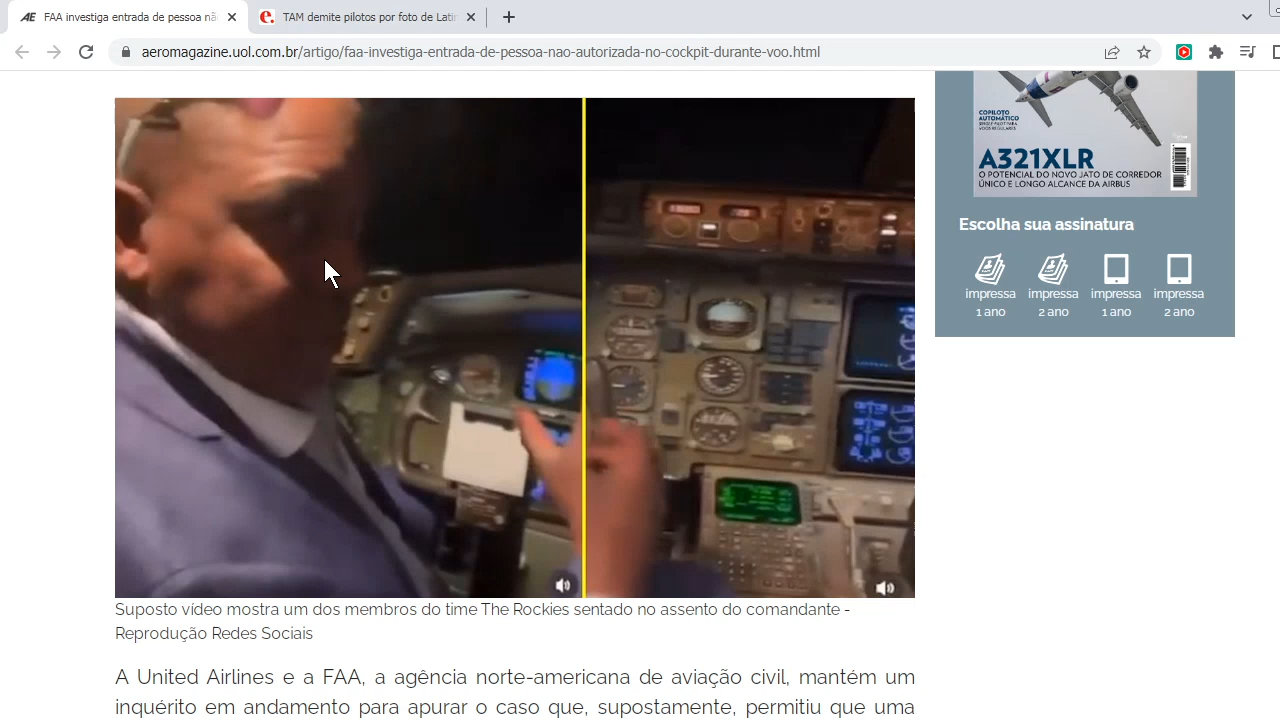 FAA investiga entrada de pessoa nã
TAM demite pilotos por foto de Latin
aeromagazine.uol.com.br/artigo/faa-investiga-entrada-de-pessoa-nao-autorizada-no-cockpit-durante-voo.html
COPILOTO
AUTOMÁTICO
A321XLR
O POTENCIAL DO NOVO JATO DE CORREDOR
ÚNICO E LONGO ALCANCE DA AIRBUS
Escolha sua assinatura
impressa impressa impressa impressa
1 ano 2 ano 1 ano 2 ano
Suposto vídeo mostra um dos membros do time The Rockies sentado no assento do comandante -
Reprodução Redes Sociais
A United Airlines e a FAA, a agência norte-americana de aviação civil, mantém um
inquérito em andamento para apurar o caso que, supostamente, permitiu que uma